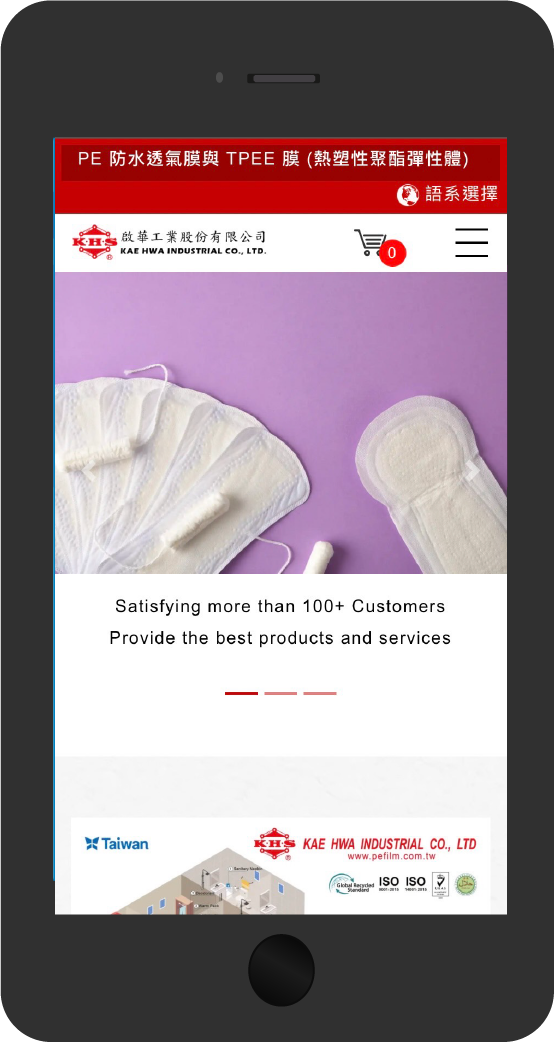 PE 防水透氣膜與 TPEE 膜 (熱塑性聚酯彈性體)
語系選擇
KHS
®
啟華工業股份有限公司
KAE HWA INDUSTRIAL CO., LTD.
0
Satisfying more than 100+ Customers
Provide the best products and services
Taiwan
KHS
®
KAE HWA INDUSTRIAL CO., LTD
www.pefilm.com.tw
Global Recycled
Standard
ISO
ISO